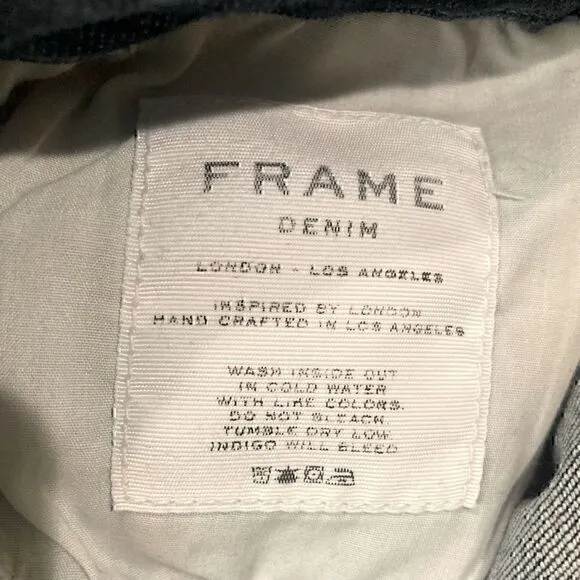 FRAME
DENIM
LONDON - LOS ANGELES
INSPIRED BY LONDON
HAND CRAFTED IN LOS ANGELES
WASH INSIDE OUT
IN COLD WATER
WITH LIKE COLORS.
DO NOT BLEACH.
TUMBLE DRY LOW.
INDIGO WILL BLEED